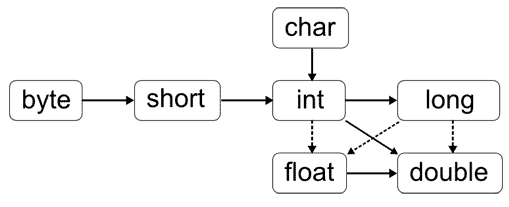 char
byte
short
int
long
float
double